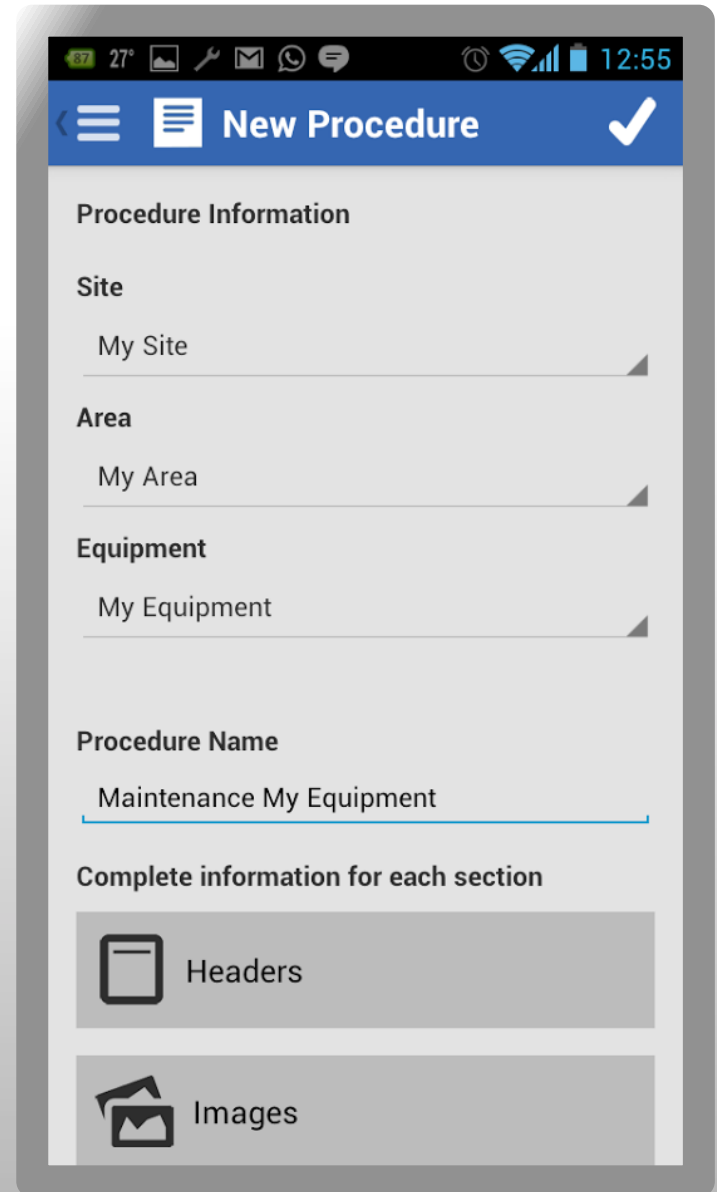 87 27° 12:55
New Procedure
Procedure Information
Site
My Site
Area
My Area
Equipment
My Equipment
Procedure Name
Maintenance My Equipment
Complete information for each section
Headers
Images